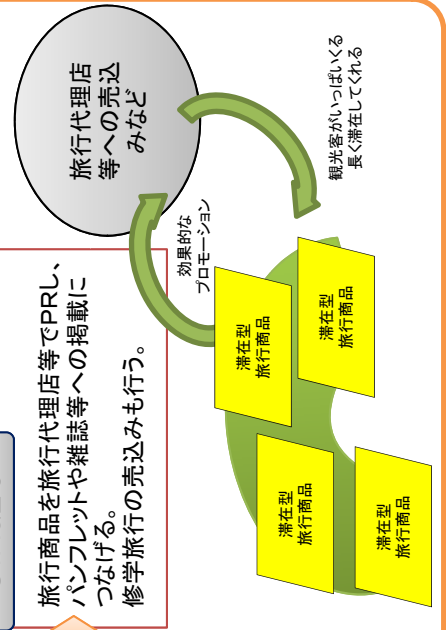 旅行商品を旅行代理店等でPRし、
パンフレットや雑誌等への掲載に
つなげる。
修学旅行の売込みも行う。
旅行代理店
等への売込
みなど
効果的な
プロモーション
観光客がいっぱいくる
長く滞在してくれる
滞在型
旅行商品
滞在型
旅行商品
滞在型
旅行商品
滞在型
旅行商品